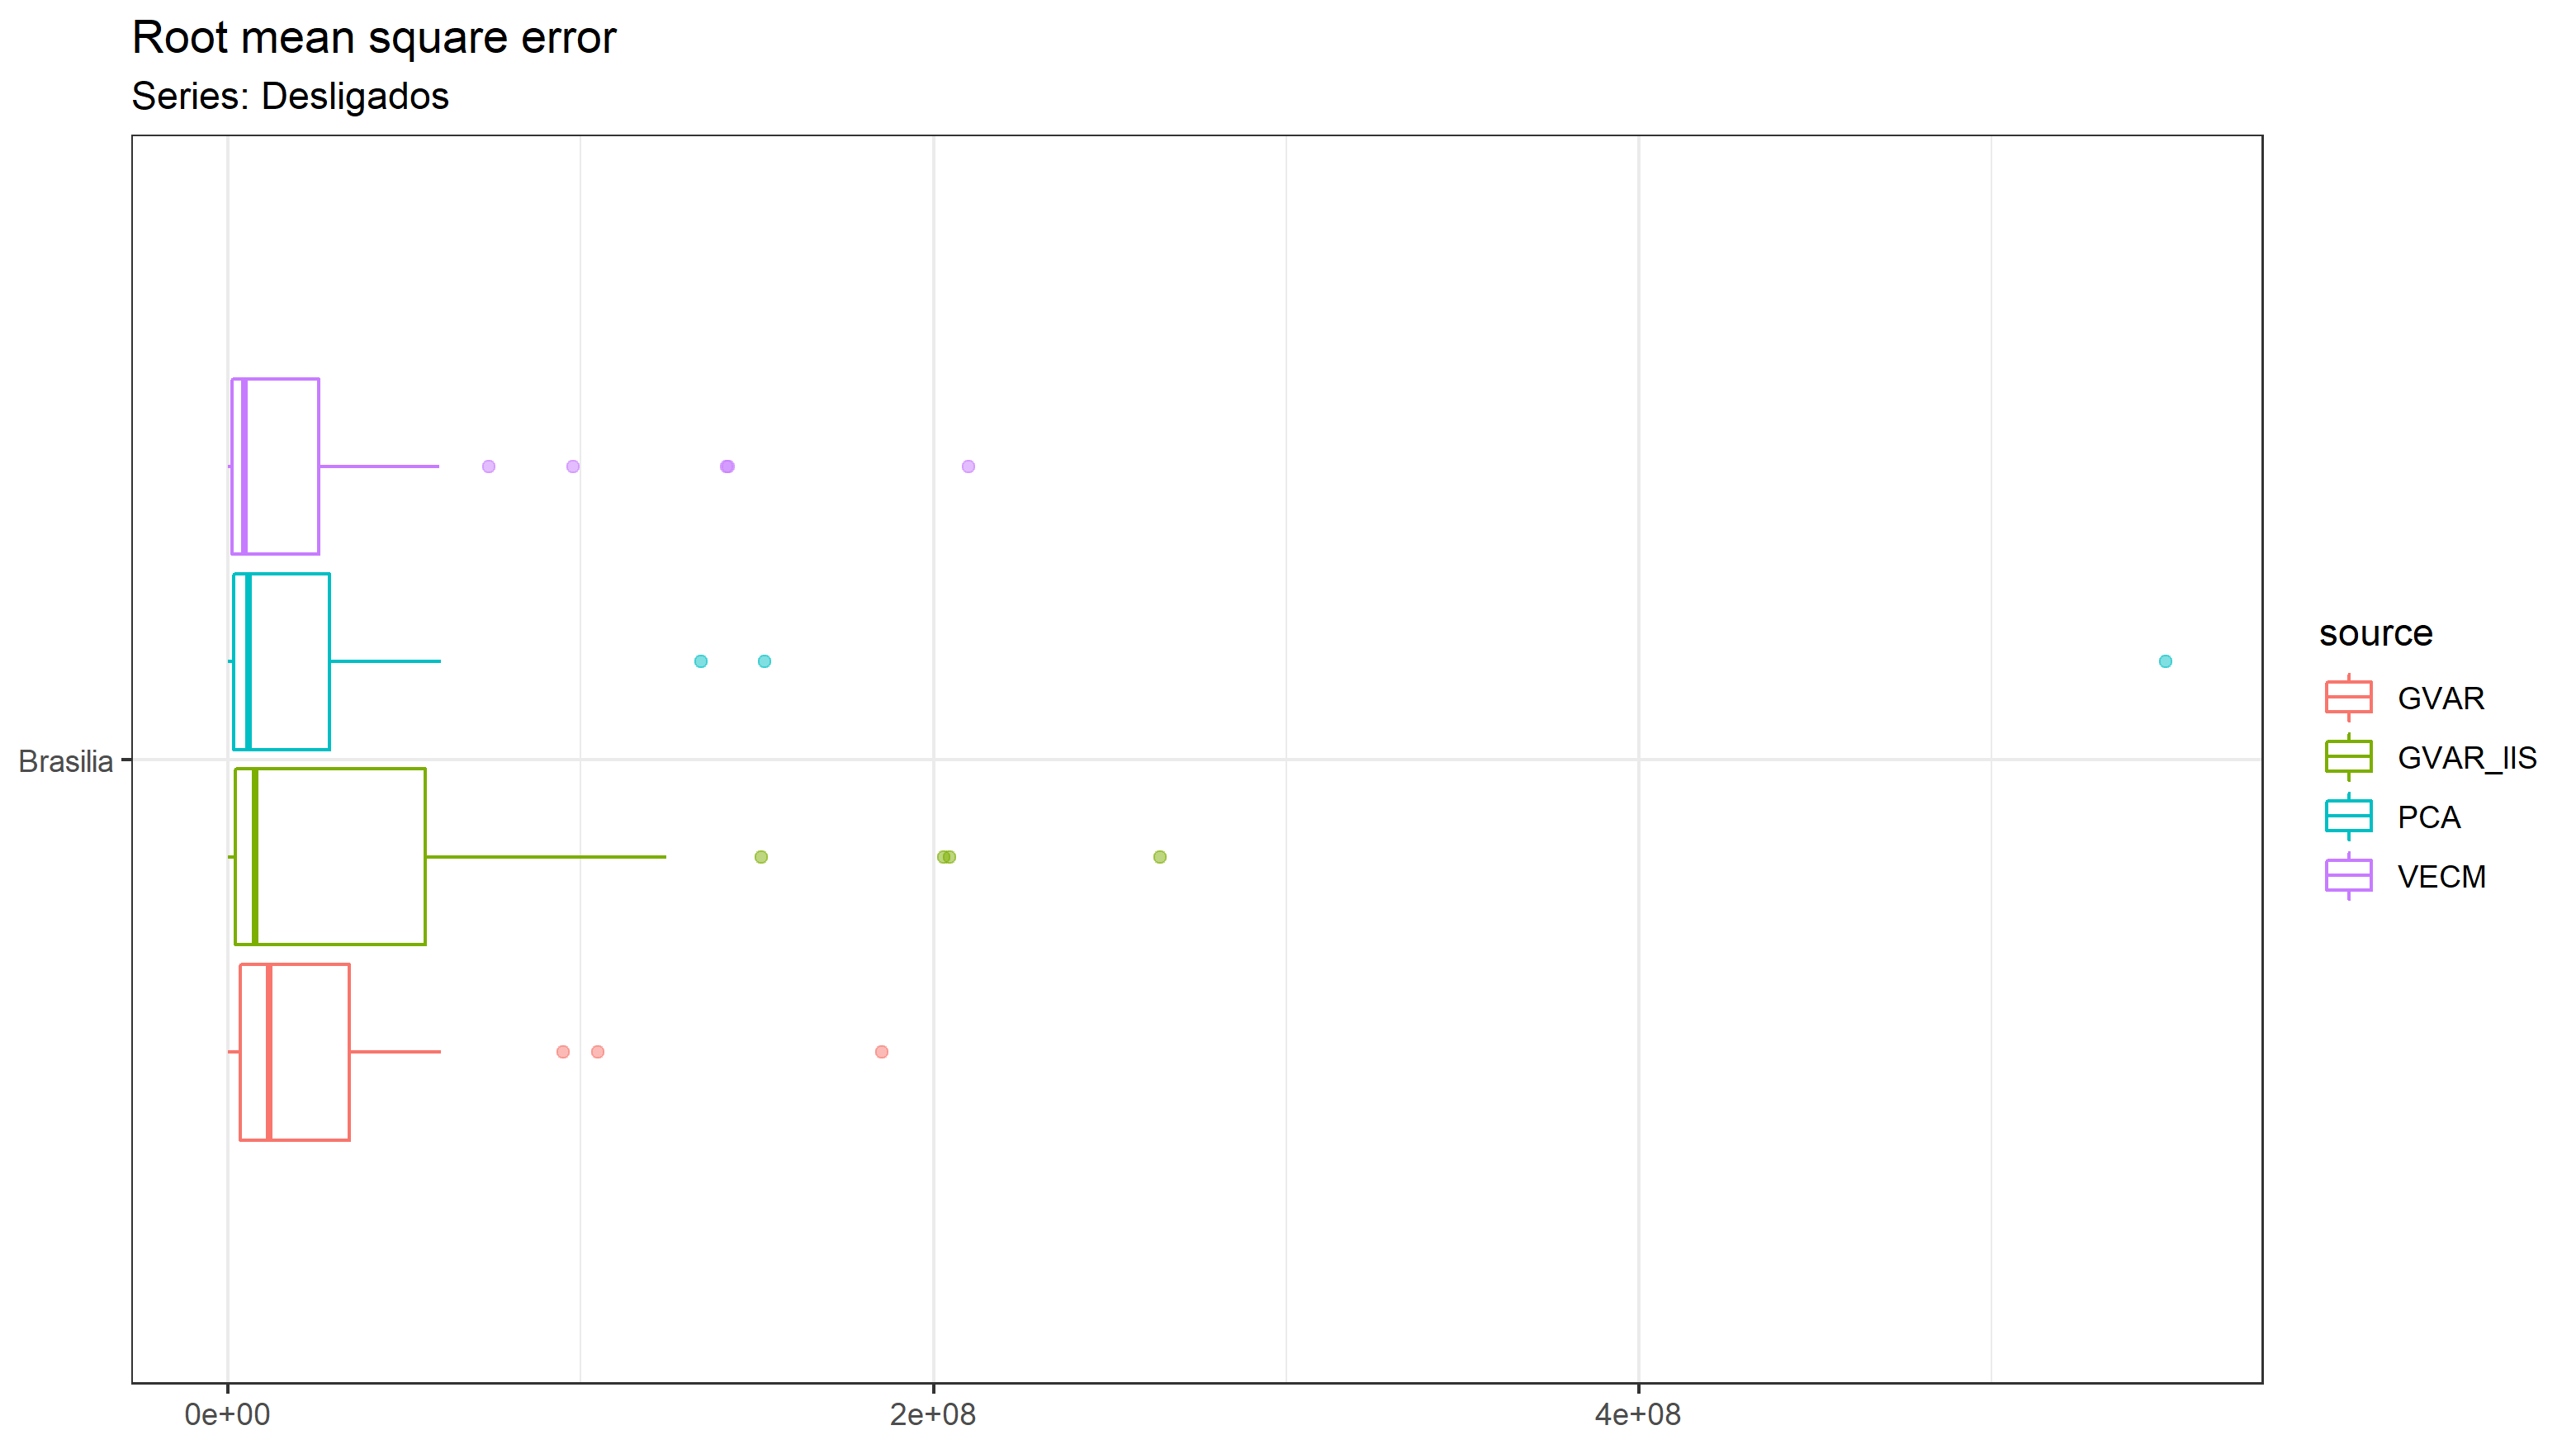 Root mean square error
Series: Desligados
Brasilia
0e+00
2e+08
4e+08
source
GVAR
GVAR_IIS
PCA
VECM